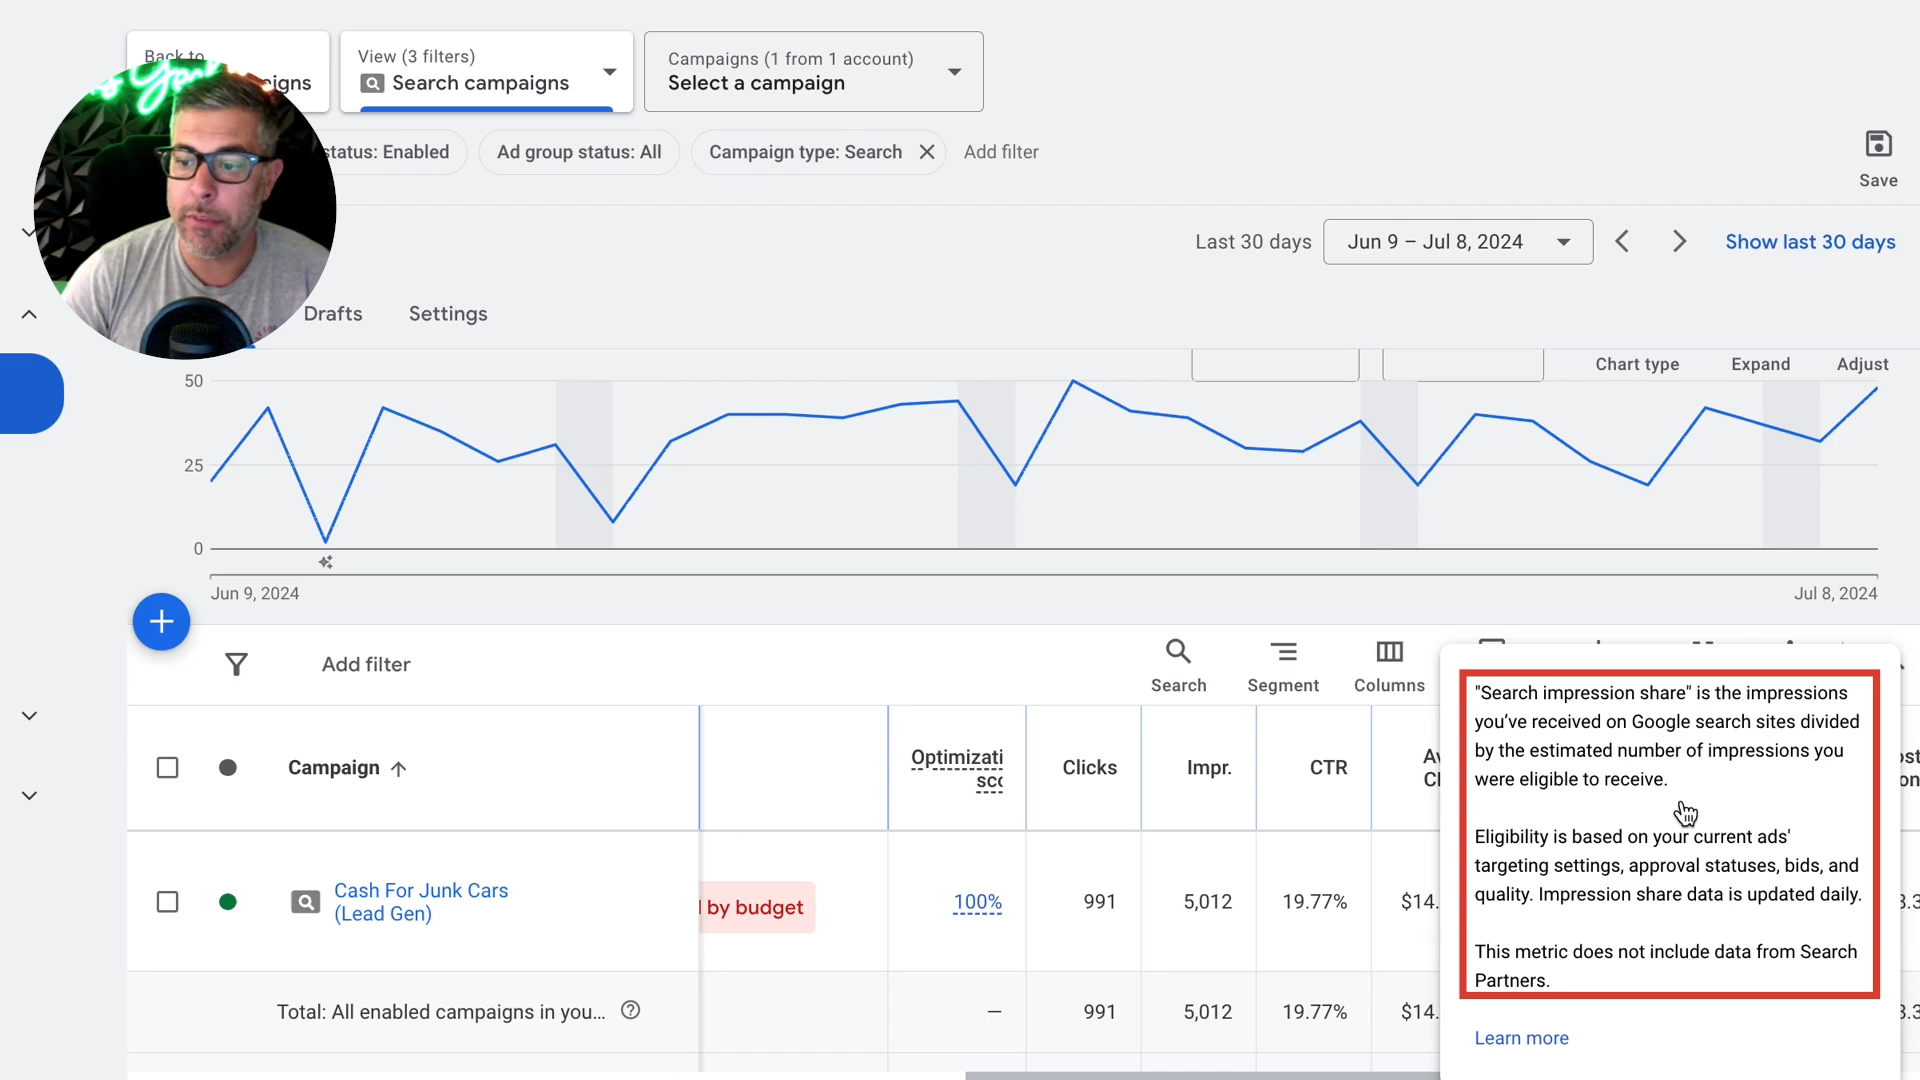 Back to
igns
View (3 filters)
Search campaigns
Campaigns (1 from 1 account)
Select a campaign
status: Enabled
Ad group status: All
Campaign type: Search
Add filter
Save
Last 30 days
Jun 9 – Jul 8, 2024
Show last 30 days
Drafts
Settings
Chart type
Expand
Adjust
50
25
0
Jun 9, 2024
Jul 8, 2024
Add filter
Search
Segment
Columns
Campaign
Optimizati
sco
Clicks
Impr.
CTR
Cash For Junk Cars
(Lead Gen)
by budget
100%
991
5,012
19.77%
$14.
Total: All enabled campaigns in you...
—
991
5,012
19.77%
$14.
"Search impression share" is the impressions
you’ve received on Google search sites divided
by the estimated number of impressions you
were eligible to receive.
Eligibility is based on your current ads'
targeting settings, approval statuses, bids, and
quality. Impression share data is updated daily.
This metric does not include data from Search
Partners.
Learn more